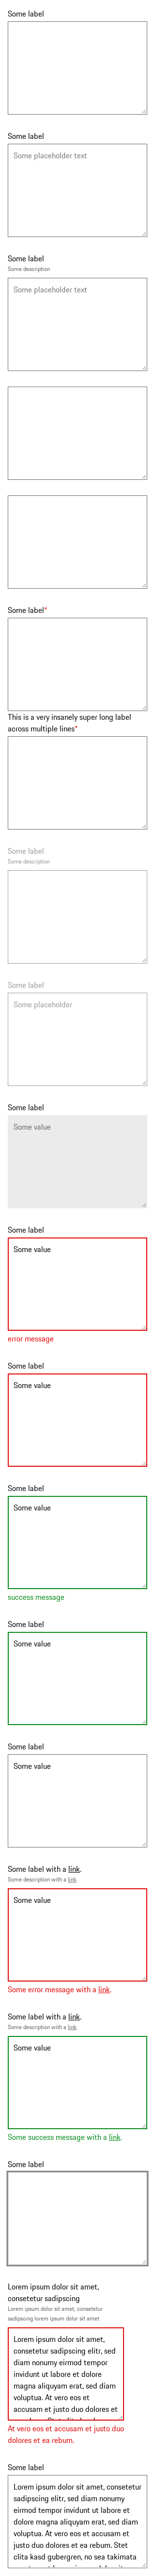 Some label
Some label
Some placeholder text
Some label
Some description
Some placeholder text
Some label*
This is a very insanely super long label
across multiple lines*
Some label
Some description
Some label
Some placeholder
Some label
Some value
Some label
Some value
error message
Some label
Some value
Some label
Some value
success message
Some label
Some value
Some label
Some value
Some label with a link.
Some description with a link.
Some value
Some error message with a link.
Some label with a link.
Some description with a link.
Some value
Some success message with a link.
Some label
Lorem ipsum dolor sit amet,
consetetur sadipscing
Lorem ipsum dolor sit amet, consetetur
sadipscing lorem ipsum dolor sit amet
Lorem ipsum dolor sit amet,
consetetur sadipscing elitr, sed
diam nonumy eirmod tempor
invidunt ut labore et dolore
magna aliquyam erat, sed diam
voluptua. At vero eos et
accusam et justo duo dolores et
At vero eos et accusam et justo duo
dolores et ea rebum.
Some label
Lorem ipsum dolor sit amet, consetetur
sadipscing elitr, sed diam nonumy
eirmod tempor invidunt ut labore et
dolore magna aliquyam erat, sed diam
voluptua. At vero eos et accusam et
justo duo dolores et ea rebum. Stet
clita kasd gubergren, no sea takimata